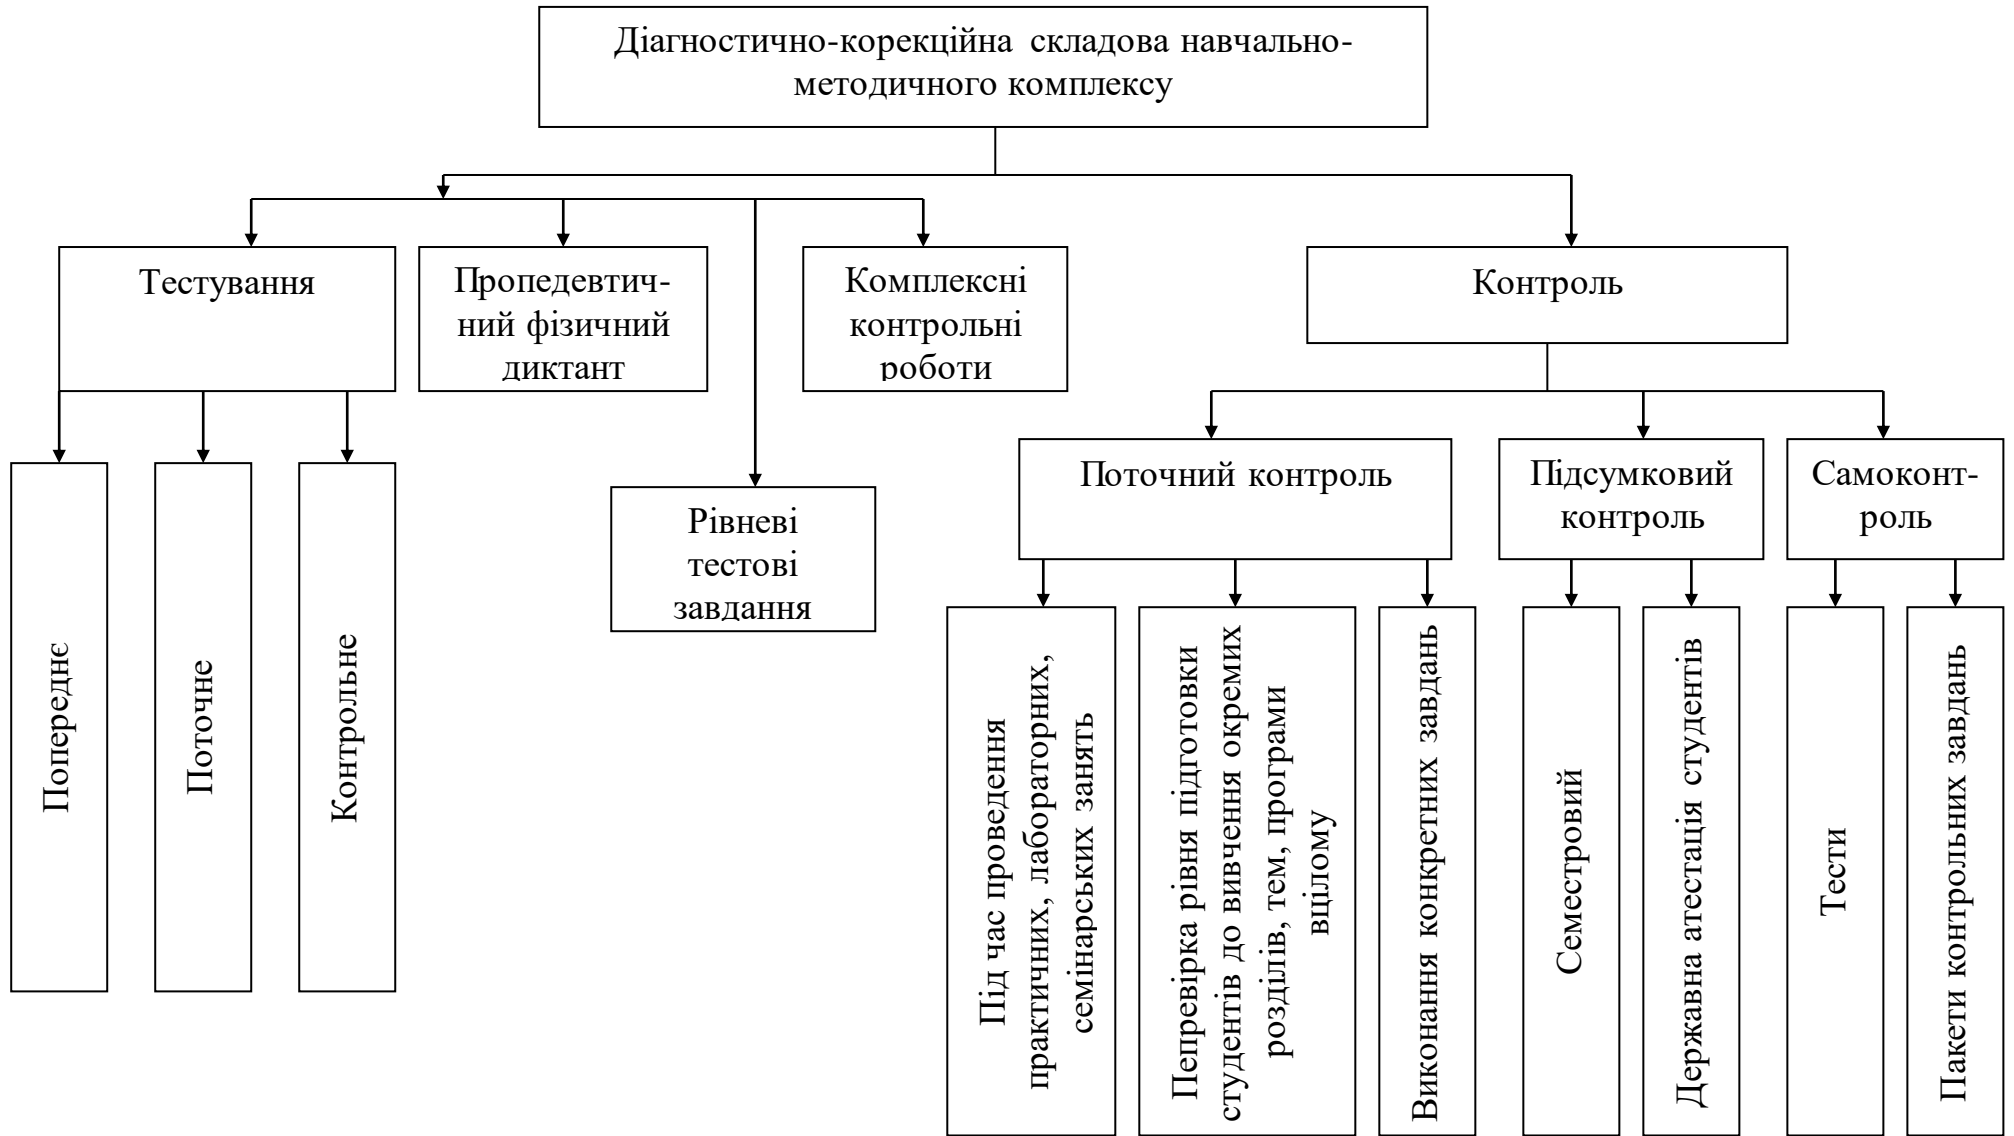 Діагностично-корекційна складова навчально-
методичного комплексу
Тестування
Пропедевтич-
ний фізичний
диктант
Комплексні
контрольні
роботи
Контроль
Рівневі
тестові
завдання
Поточний контроль
Підсумковий
контроль
Самоконт-
роль
Попереднє
Поточне
Контрольне
Під час проведення
практичних, лабораторних,
семінарських занять
Пепревірка рівня підготовки
студентів до вивчення окремих
розділів, тем, програми
вцілому
Виконання конкретних завдань
Семестровий
Державна атестація студентів
Тести
Пакети контрольних завдань